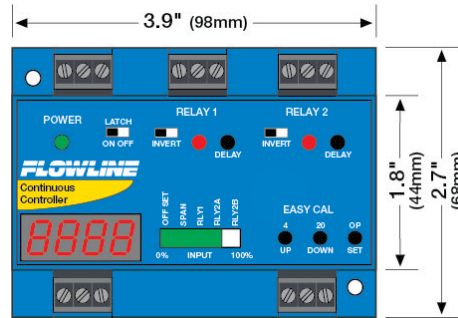 3.9" (98mm)
RELAY 1
RELAY 2
POWER
LATCH
ON OFF
INVERT
DELAY
INVERT
DELAY
FLOWLINE
Continuous
Controller
8888
OFF SET
SPAN
RLY1
RLY2A
RLY2B
0% INPUT 100%
EASY CAL
4 20 OP
UP DOWN SET
1.8"
(44mm)
2.7"
(68mm)